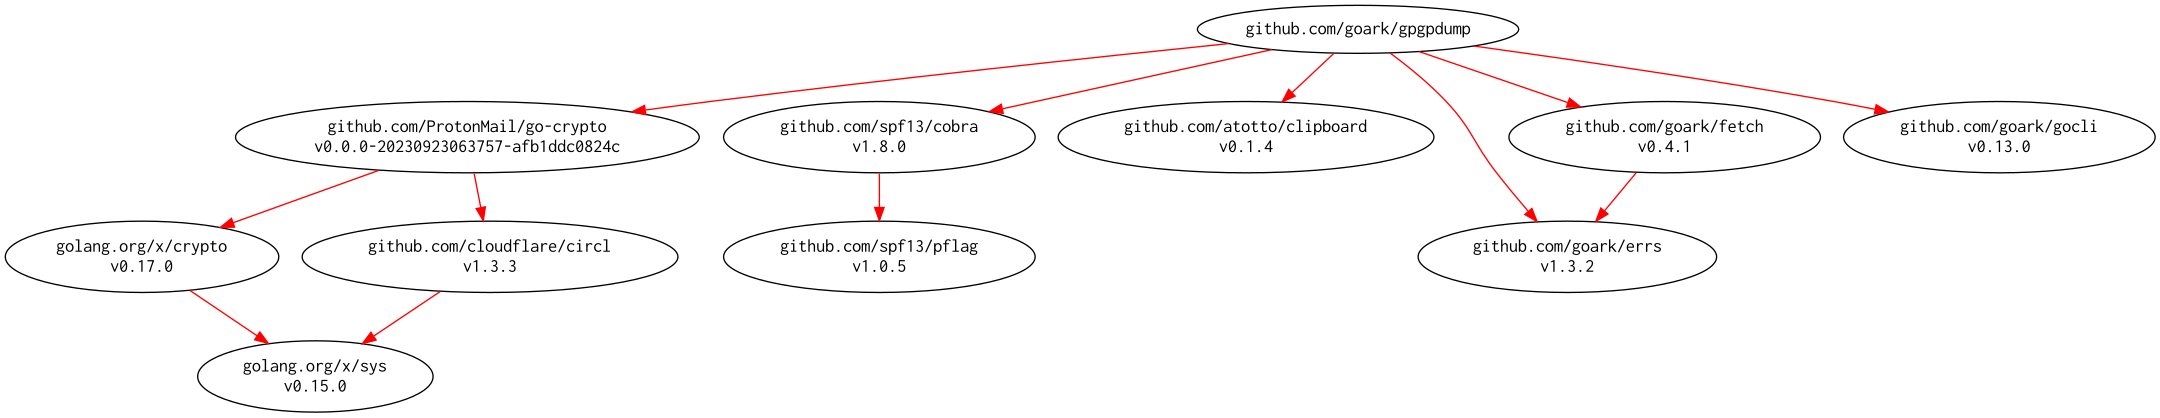 github.com/goark/gpgpdump
github.com/ProtonMail/go-crypto
v0.0.0-20230923063757-afb1ddc0824c
github.com/spf13/cobra
v1.8.0
github.com/atotto/clipboard
v0.1.4
github.com/goark/fetch
v0.4.1
github.com/goark/gocli
v0.13.0
golang.org/x/crypto
v0.17.0
github.com/cloudflare/circl
v1.3.3
github.com/spf13/pflag
v1.0.5
github.com/goark/errs
v1.3.2
golang.org/x/sys
v0.15.0